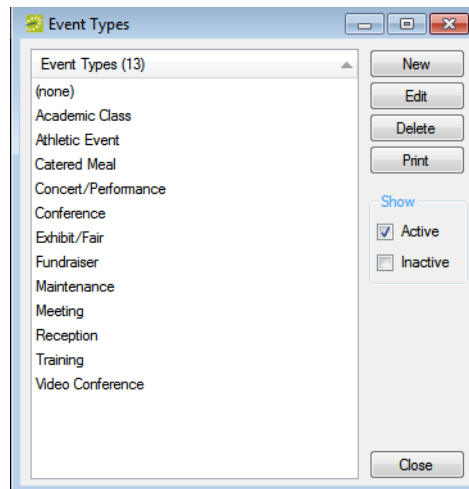 Event Types
Event Types (13)
(none)
Academic Class
Athletic Event
Catered Meal
Concert/Performance
Conference
Exhibit/Fair
Fundraiser
Maintenance
Meeting
Reception
Training
Video Conference
New
Edit
Delete
Print
Show
Active
Inactive
Close